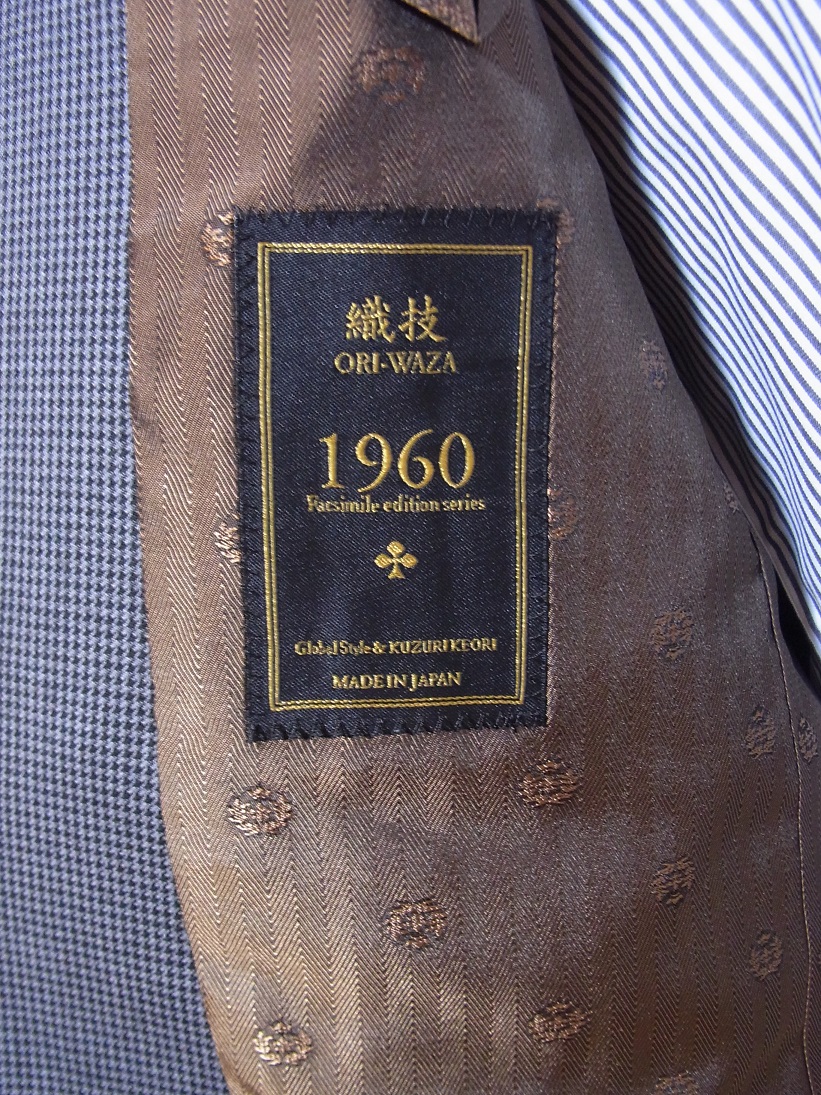 織技
ORI-WAZA
1960
Facsimile edition series
Global Style & KUZURI KEORI
MADE IN JAPAN